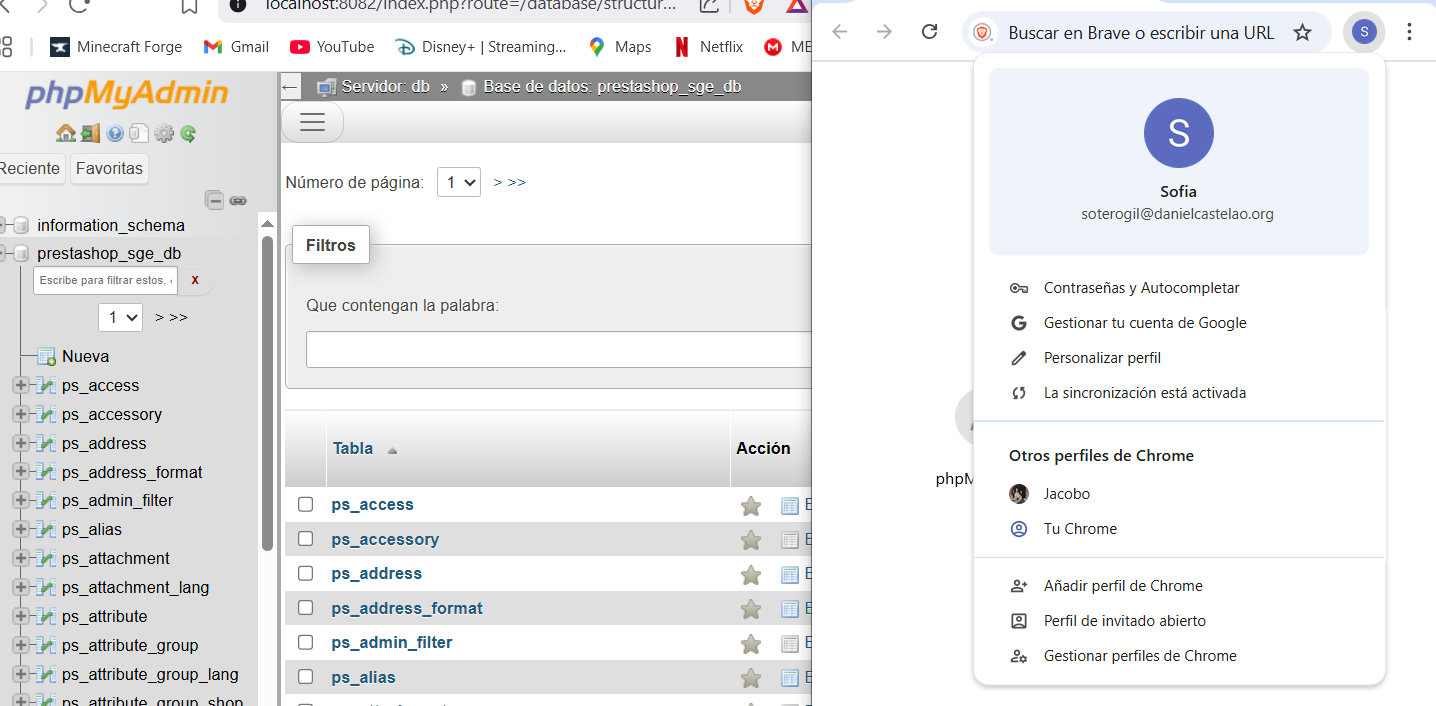 localhost:8082/index.php?route=/database/structur...
Minecraft Forge
Gmail
YouTube
Disney+ | Streaming...
Maps
Netflix
phpMyAdmin
Reciente
Favoritas
information_schema
prestashop_sge_db
Escribe para filtrar estos,
X
1
> >>
Nueva
ps_access
ps_accessory
ps_address
ps_address_format
ps_admin_filter
ps_alias
ps_attachment
ps_attachment_lang
ps_attribute
ps_attribute_group
ps_attribute_group_lang
ps_attribute_group_shop
←
Servidor: db
»
Base de datos: prestashop_sge_db
Número de página:
1
> >>
Filtros
Que contengan la palabra:
Tabla
Acción
ps_access
ps_accessory
ps_address
ps_address_format
ps_admin_filter
ps_alias
Buscar en Brave o escribir una URL
S
S
Sofia
soterogil@danielcastelao.org
Contraseñas y Autocompletar
Gestionar tu cuenta de Google
Personalizar perfil
La sincronización está activada
Otros perfiles de Chrome
Jacobo
Tu Chrome
Añadir perfil de Chrome
Perfil de invitado abierto
Gestionar perfiles de Chrome
phpM